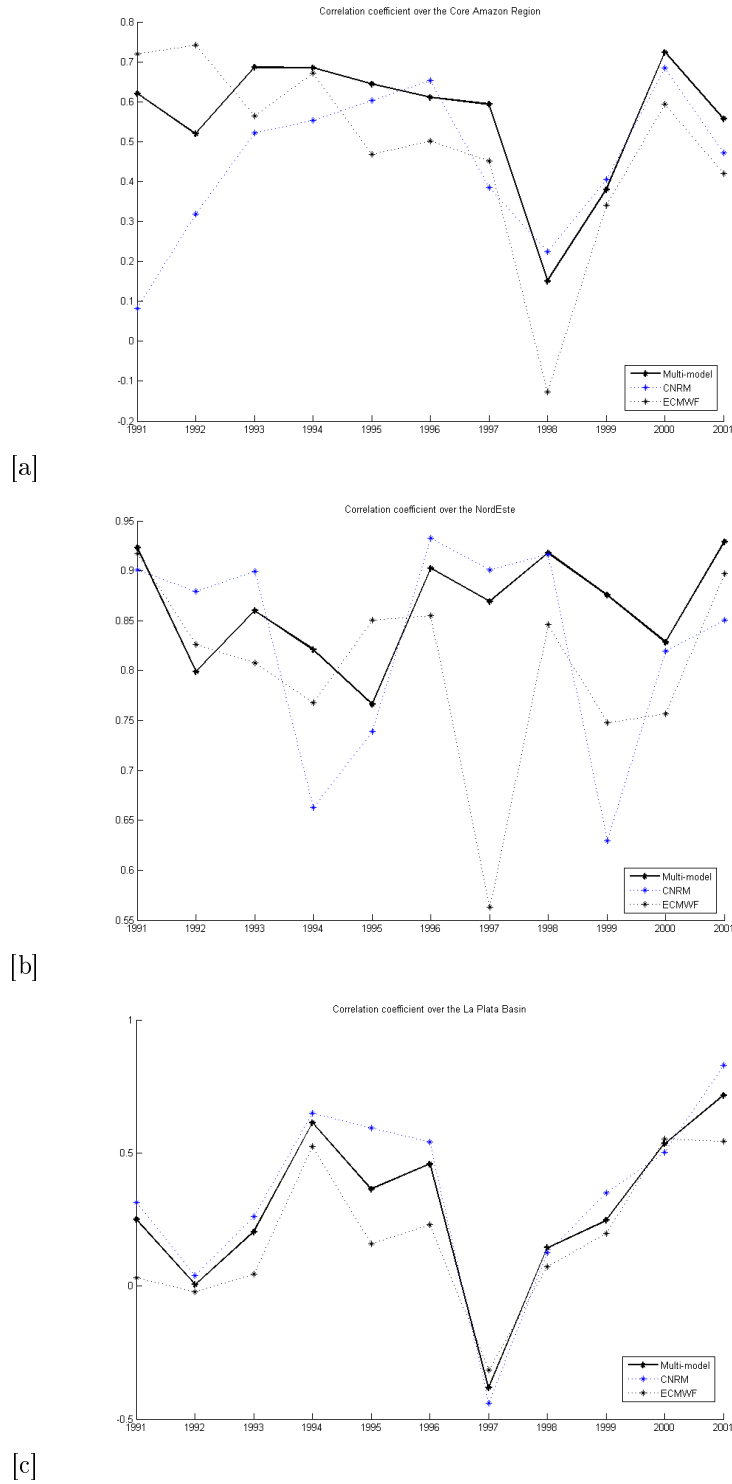 Correlation coefficient over the Core Amazon Region
0.8
0.7
0.6
0.5
0.4
0.3
0.2
0.1
0
-0.1
-0.2
1991 1992 1993 1994 1995 1996 1997 1998 1999 2000 2001
Multi-model
CNRM
ECMWF
[a]
Correlation coefficient over the NordEste
0.95
0.9
0.85
0.8
0.75
0.7
0.65
0.6
0.55
1991 1992 1993 1994 1995 1996 1997 1998 1999 2000 2001
Multi-model
CNRM
ECMWF
[b]
Correlation coefficient over the La Plata Basin
1
0.5
0
-0.5
1991 1992 1993 1994 1995 1996 1997 1998 1999 2000 2001
Multi-model
CNRM
ECMWF
[c]